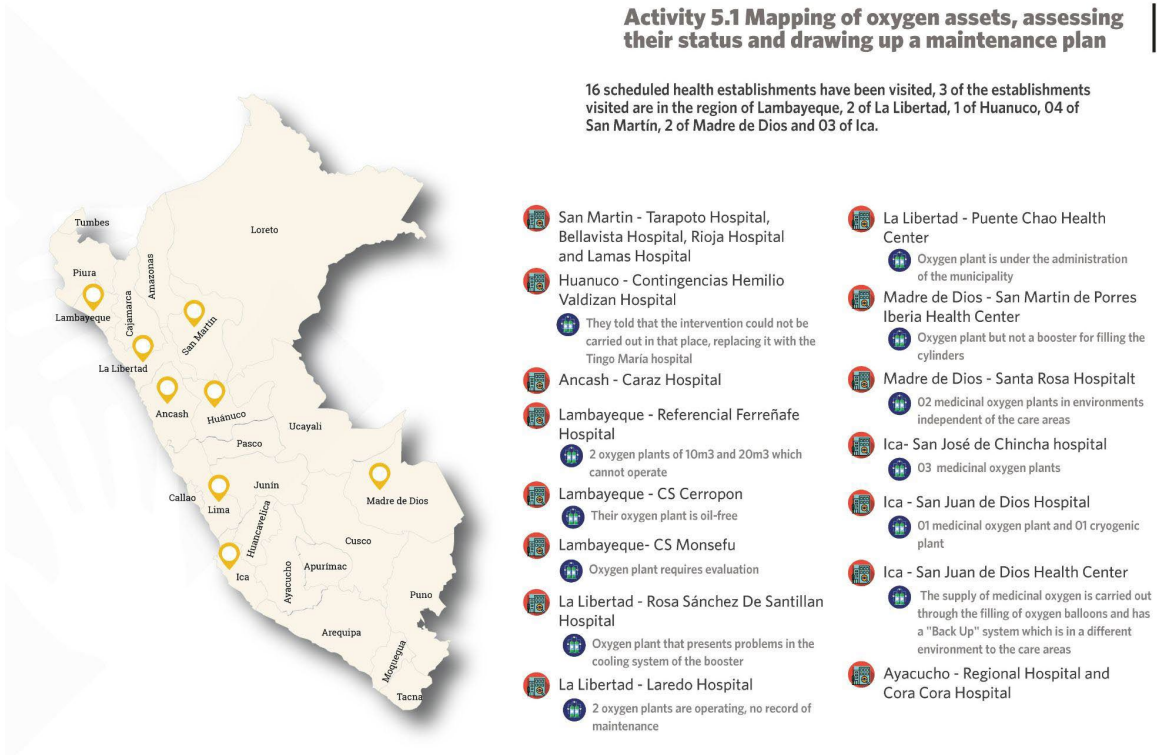 Activity 5.1 Mapping of oxygen assets, assessing
their status and drawing up a maintenance plan
16 scheduled health establishments have been visited, 3 of the establishments
visited are in the region of Lambayeque, 2 of La Libertad, 1 of Huanuco, 04 of
San Martín, 2 of Madre de Dios and 03 of Ica.
Tumbes
Loreto
Piura
Amazonas
Lambayeque
Cajamarca
San Martín
La Libertad
Ancash
Huánuco
Ucayali
Pasco
Callao
Lima
Junín
Madre de Dios
Huancavelica
Cusco
Ica
Ayacucho
Apurímac
Puno
Arequipa
Moquegua
Tacna
San Martin - Tarapoto Hospital,
Bellavista Hospital, Rioja Hospital
and Lamas Hospital
Huanuco - Contingencias Hemilio
Valdizan Hospital
They told that the intervention could not be
carried out in that place, replacing it with the
Tingo María hospital
Ancash - Caraz Hospital
Lambayeque - Referencial Ferreñafe
Hospital
2 oxygen plants of 10m3 and 20m3 which
cannot operate
Lambayeque - CS Cerropon
Their oxygen plant is oil-free
Lambayeque- CS Monsefu
Oxygen plant requires evaluation
La Libertad - Rosa Sánchez De Santillan
Hospital
Oxygen plant that presents problems in the
cooling system of the booster
La Libertad - Laredo Hospital
2 oxygen plants are operating, no record of
maintenance
La Libertad - Puente Chao Health
Center
Oxygen plant is under the administration
of the municipality
Madre de Dios - San Martin de Porres
Iberia Health Center
Oxygen plant but not a booster for filling the
cylinders
Madre de Dios - Santa Rosa Hospitalt
02 medicinal oxygen plants in environments
independent of the care areas
Ica- San José de Chincha hospital
03 medicinal oxygen plants
Ica - San Juan de Dios Hospital
01 medicinal oxygen plant and 01 cryogenic
plant
Ica - San Juan de Dios Health Center
The supply of medicinal oxygen is carried out
through the filling of oxygen balloons and has
a "Back Up" system which is in a different
environment to the care areas
Ayacucho - Regional Hospital and
Cora Cora Hospital